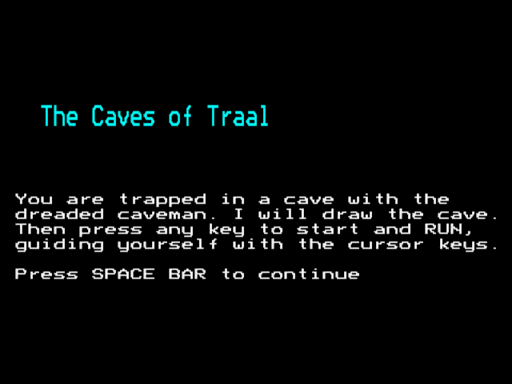 The Caves of Traal
You are trapped in a cave with the
dreaded caveman. I will draw the cave.
Then press any key to start and RUN,
guiding yourself with the cursor keys.
Press SPACE BAR to continue